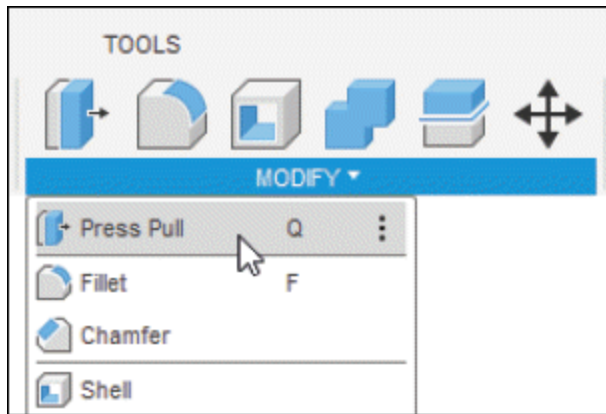 TOOLS
MODIFY
Press Pull Q
Fillet F
Chamfer
Shell